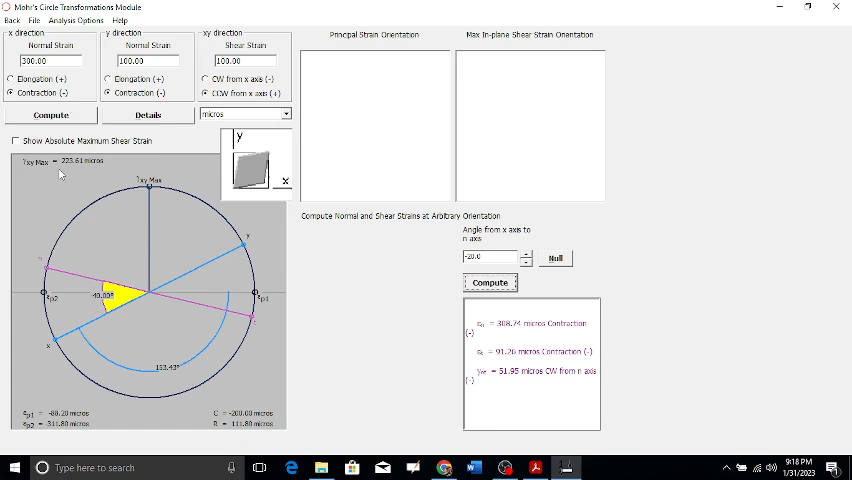 Mohr's Circle Transformations Module
Back File Analysis Options Help
x direction y direction xy direction
Normal Strain Normal Strain Shear Strain
300.00 100.00 100.00
Elongation (+) Elongation (+) CW from x axis (-)
Contraction (-) Contraction (-) CCW from x axis (+)
Compute Details micros
Show Absolute Maximum Shear Strain
γxy Max = 223.61 micros
γxy Max
y
x
n
y
εp2
40.00º
εp1
t
x
153.43º
εp1 = -88.20 micros C = -200.00 micros
εp2 = -311.80 micros R = 111.80 micros
Principal Strain Orientation Max In-plane Shear Strain Orientation
Compute Normal and Shear Strains at Arbitrary Orientation
Angle from x axis to
n axis
-20.0 Null
Compute
εn = 308.74 micros Contraction
(-)
εt = 91.26 micros Contraction (-)
γnt = 51.95 micros CW from n axis
(-)
Type here to search
9:18 PM
1/31/2023